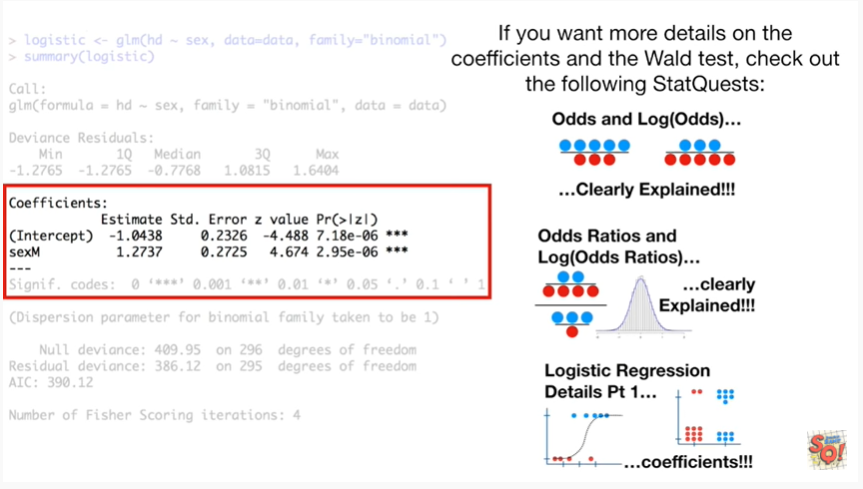 > logistic <- glm(hd ~ sex, data=data, family="binomial")
> summary(logistic)
Call:
glm(formula = hd ~ sex, family = "binomial", data = data)
Deviance Residuals:
Min 1Q Median 3Q Max
-1.2765 -1.2765 -0.7768 1.0815 1.6404
Coefficients:
Estimate Std. Error z value Pr(>|z|)
(Intercept) -1.0438 0.2326 -4.488 7.18e-06 ***
sexM 1.2737 0.2725 4.674 2.95e-06 ***
---
Signif. codes: 0 ‘***’ 0.001 ‘**’ 0.01 ‘*’ 0.05 ‘.’ 0.1 ‘ ’ 1
(Dispersion parameter for binomial family taken to be 1)
Null deviance: 409.95 on 296 degrees of freedom
Residual deviance: 386.12 on 295 degrees of freedom
AIC: 390.12
Number of Fisher Scoring iterations: 4
If you want more details on the
coefficients and the Wald test, check out
the following StatQuests:
Odds and Log(Odds)...
...Clearly Explained!!!
Odds Ratios and
Log(Odds Ratios)...
...clearly
Explained!!!
Logistic Regression
Details Pt 1...
...coefficients!!!
SQ!